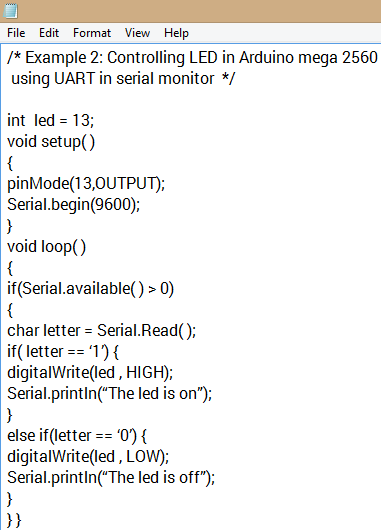 File Edit Format View Help
/* Example 2: Controlling LED in Arduino mega 2560
using UART in serial monitor */
int led = 13;
void setup( )
{
pinMode(13,OUTPUT);
Serial.begin(9600);
}
void loop( )
{
if(Serial.available( ) > 0)
{
char letter = Serial.Read( );
if( letter == ‘1’) {
digitalWrite(led , HIGH);
Serial.println(“The led is on”);
}
else if(letter == ‘0’) {
digitalWrite(led , LOW);
Serial.println(“The led is off”);
}
} }